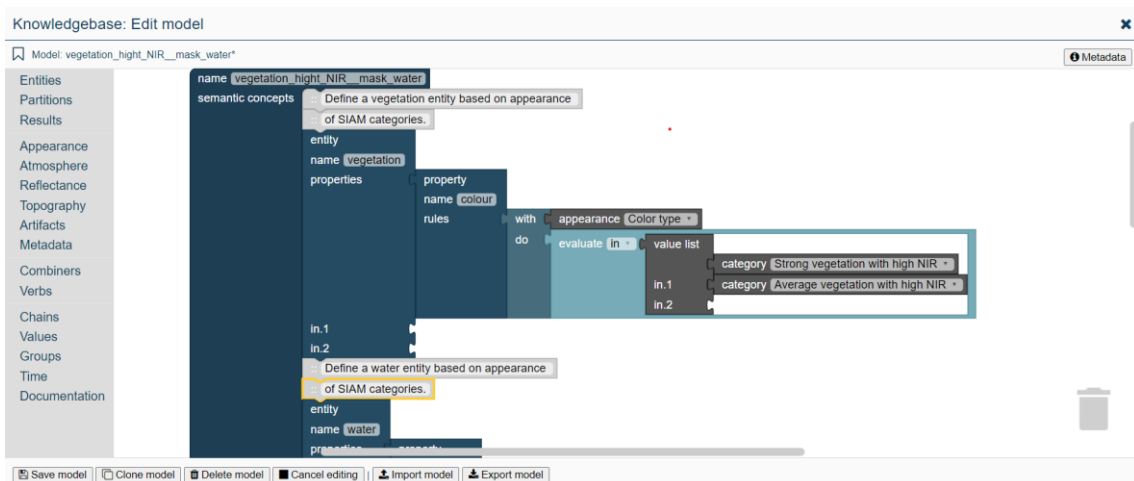 Knowledgebase: Edit model
Model: vegetation_hight_NIR__mask_water*
Metadata
Entities
Partitions
Results
Appearance
Atmosphere
Reflectance
Topography
Artifacts
Metadata
Combiners
Verbs
Chains
Values
Groups
Time
Documentation
name vegetation_hight_NIR__mask_water
semantic concepts
Define a vegetation entity based on appearance
of SIAM categories.
entity
name vegetation
properties
property
name colour
rules
with appearance Color type
do evaluate in value list
category Strong vegetation with high NIR
in.1 category Average vegetation with high NIR
in.2
in.1
in.2
Define a water entity based on appearance
of SIAM categories.
entity
name water
properties property
Save model Clone model Delete model Cancel editing | Import model Export model